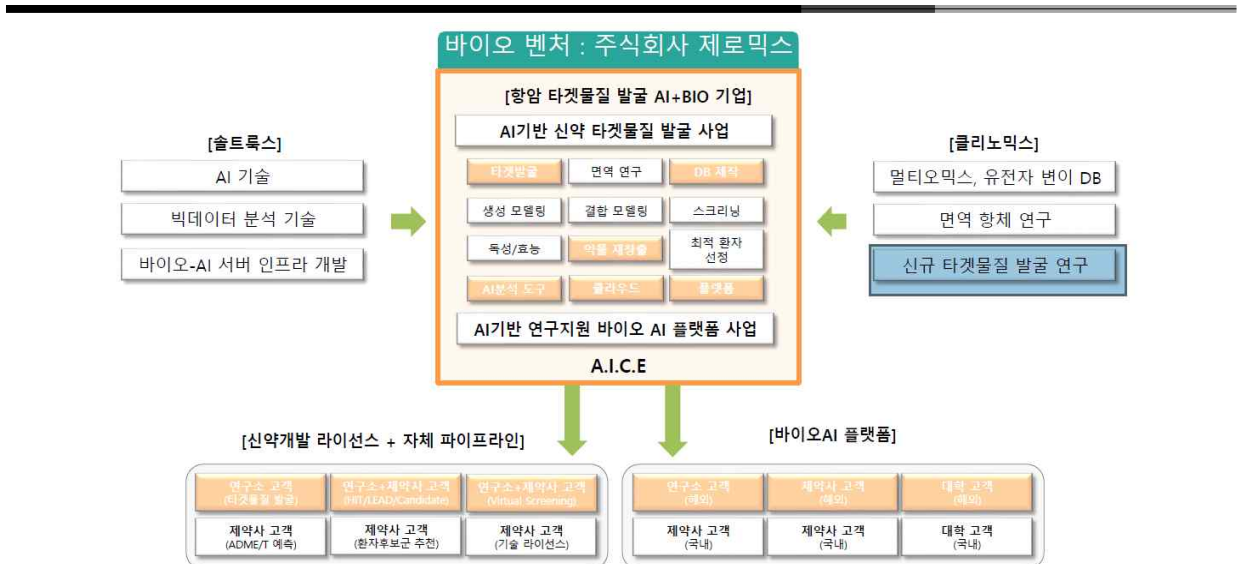 바이오 벤처 : 주식회사 제로믹스
[항암 타겟물질 발굴 AI+BIO 기업]
AI기반 신약 타겟물질 발굴 사업
타겟발굴
면역 연구
DB 제작
생성 모델링
결합 모델링
스크리닝
독성/효능
약물 재창출
최적 환자
선정
AI분석 도구
클라우드
플랫폼
AI기반 연구지원 바이오 AI 플랫폼 사업
A.I.C.E
[솔트룩스]
AI 기술
빅데이터 분석 기술
바이오-AI 서버 인프라 개발
[클리노믹스]
멀티오믹스, 유전자 변이 DB
면역 항체 연구
신규 타겟물질 발굴 연구
[신약개발 라이선스 + 자체 파이프라인]
연구소 고객
(타겟물질 발굴)
연구소+제약사 고객
(HIT/LEAD/Candidate)
연구소+제약사 고객
(Virtual Screening)
제약사 고객
(ADME/T 예측)
제약사 고객
(환자후보군 추천)
제약사 고객
(기술 라이선스)
[바이오AI 플랫폼]
연구소 고객
(해외)
제약사 고객
(해외)
대학 고객
(해외)
제약사 고객
(국내)
제약사 고객
(국내)
대학 고객
(국내)